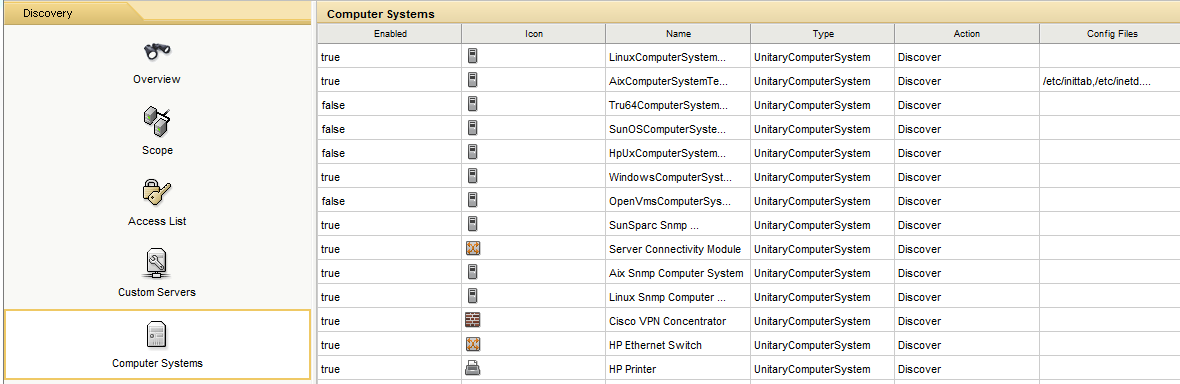 Discovery
Overview
Scope
Access List
Custom Servers
Computer Systems
Computer Systems
Enabled Icon Name Type Action Config Files
true LinuxComputerSystem... UnitaryComputerSystem Discover
true AixComputerSystemTe... UnitaryComputerSystem Discover /etc/inittab,/etc/inetd....
false Tru64ComputerSystem... UnitaryComputerSystem Discover
false SunOSComputerSyste... UnitaryComputerSystem Discover
false HpUxComputerSystem... UnitaryComputerSystem Discover
true WindowsComputerSyst... UnitaryComputerSystem Discover
false OpenVmsComputerSys... UnitaryComputerSystem Discover
true SunSparc Snmp ... UnitaryComputerSystem Discover
true Server Connectivity Module UnitaryComputerSystem Discover
true Aix Snmp Computer System UnitaryComputerSystem Discover
true Linux Snmp Computer ... UnitaryComputerSystem Discover
true Cisco VPN Concentrator UnitaryComputerSystem Discover
true HP Ethernet Switch UnitaryComputerSystem Discover
true HP Printer UnitaryComputerSystem Discover